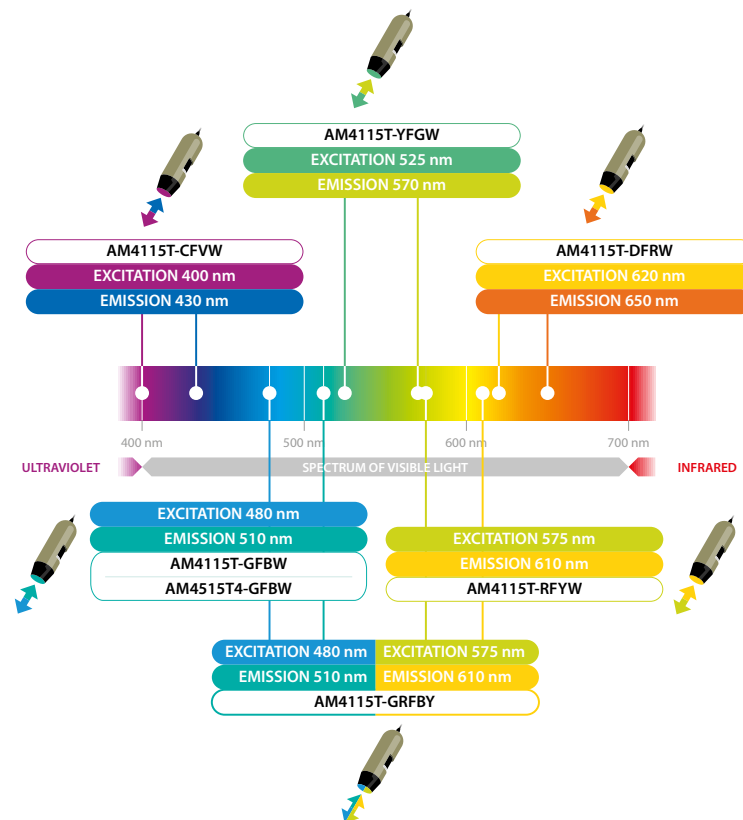 AM4115T-YFGW
EXCITATION 525 nm
EMISSION 570 nm
AM4115T-CFVW
EXCITATION 400 nm
EMISSION 430 nm
AM4115T-DFRW
EXCITATION 620 nm
EMISSION 650 nm
400 nm
500 nm
600 nm
700 nm
ULTRAVIOLET
SPECTRUM OF VISIBLE LIGHT
INFRARED
EXCITATION 480 nm
EMISSION 510 nm
AM4115T-GFBW
AM4515T4-GFBW
EXCITATION 575 nm
EMISSION 610 nm
AM4115T-RFYW
EXCITATION 480 nm
EXCITATION 575 nm
EMISSION 510 nm
EMISSION 610 nm
AM4115T-GRFBY